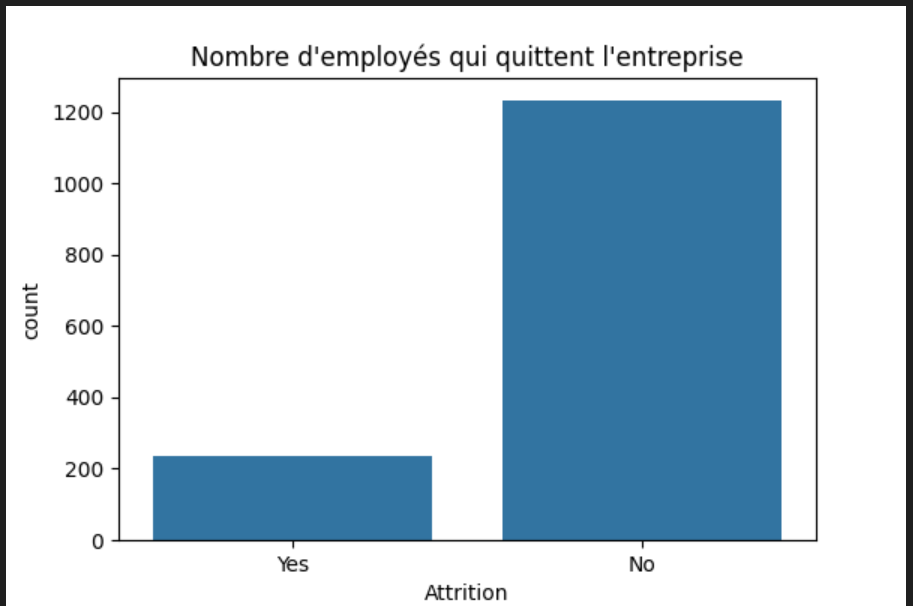 Nombre d'employés qui quittent l'entreprise
1200
1000
800
600
400
200
0
count
Yes No
Attrition